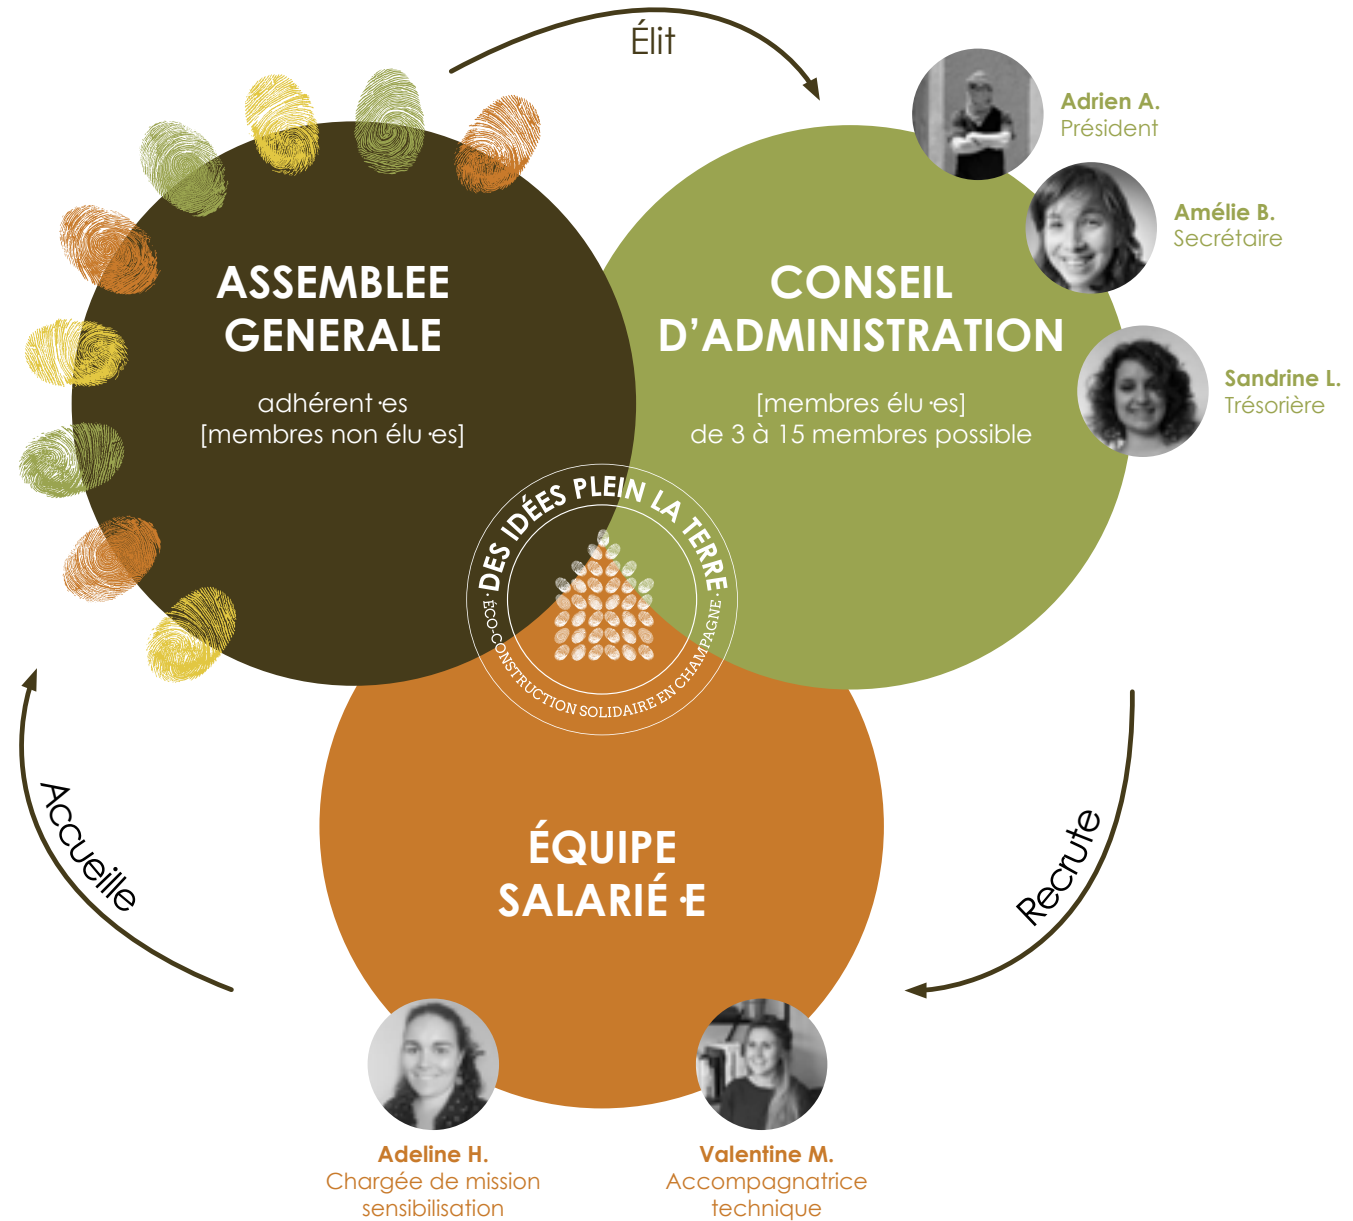 Élit
Adrien A.
Président
Amélie B.
Secrétaire
ASSEMBLEE
GENERALE
adhérent·es
[membres non élu·es]
CONSEIL
D’ADMINISTRATION
[membres élu·es]
de 3 à 15 membres possible
Sandrine L.
Trésorière
·DES IDÉES PLEIN LA TERRE·
ÉCO-CONSTRUCTION SOLIDAIRE EN CHAMPAGNE
Accueille
Recrute
ÉQUIPE
SALARIÉ·E
Adeline H.
Chargée de mission
sensibilisation
Valentine M.
Accompagnatrice
technique